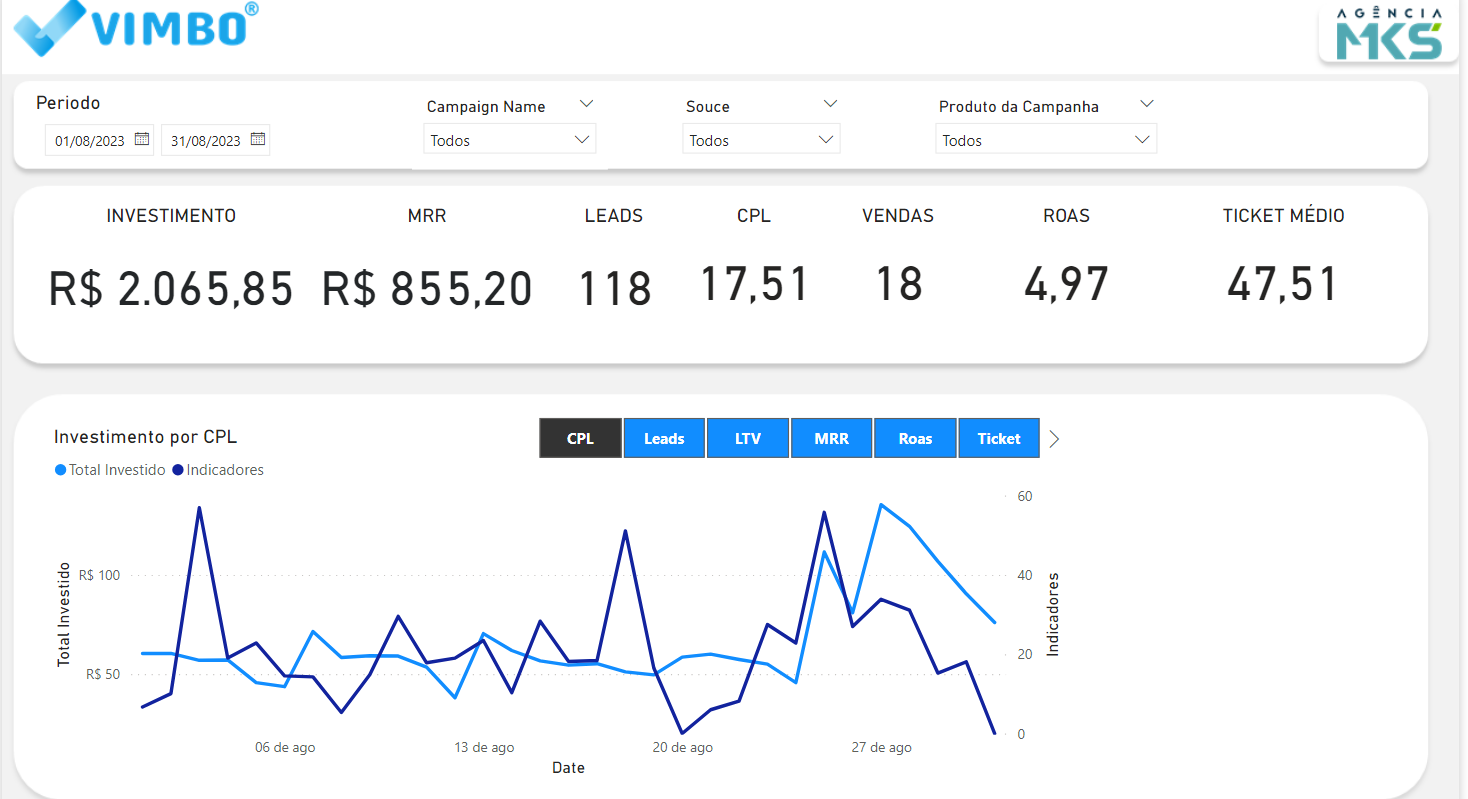 VIMBO®
AGÊNCIA
MKS
Periodo
Campaign Name
Souce
Produto da Campanha
01/08/2023
31/08/2023
Todos
Todos
Todos
INVESTIMENTO
MRR
LEADS
CPL
VENDAS
ROAS
TICKET MÉDIO
R$ 2.065,85
R$ 855,20
118
17,51
18
4,97
47,51
Investimento por CPL
CPL
Leads
LTV
MRR
Roas
Ticket
Total Investido
Indicadores
Total Investido
R$ 100
R$ 50
60
40
20
0
Indicadores
06 de ago
13 de ago
20 de ago
27 de ago
Date